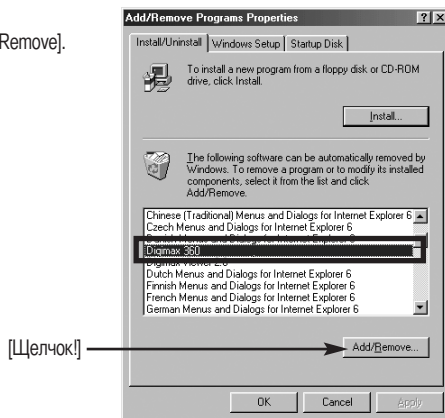 Remove].
Add/Remove Programs Properties
Install/Uninstall Windows Setup Startup Disk
To install a new program from a floppy disk or CD-ROM
drive, click Install.
Install...
The following software can be automatically removed by
Windows. To remove a program or to modify its installed
components, select it from the list and click
Add/Remove.
Chinese (Traditional) Menus and Dialogs for Internet Explorer 6
Czech Menus and Dialogs for Internet Explorer 6
Digimax 360
Dutch Menus and Dialogs for Internet Explorer 6
Finnish Menus and Dialogs for Internet Explorer 6
French Menus and Dialogs for Internet Explorer 6
German Menus and Dialogs for Internet Explorer 6
[Щелчок!]
Add/Remove...
OK Cancel Apply